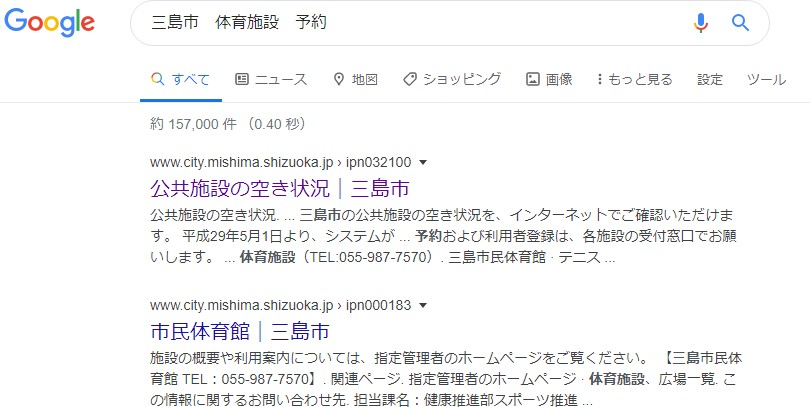 Google
三島市　体育施設　予約
すべて ニュース 地図 ショッピング 画像 もっと見る 設定 ツール
約 157,000 件 （0.40 秒）
www.city.mishima.shizuoka.jp › ipn032100
公共施設の空き状況｜三島市
公共施設の空き状況. ... 三島市の公共施設の空き状況を、インターネットでご確認いただけま
す。 平成29年5月1日より、システムが ... 予約および利用者登録は、各施設の受付窓口でお願
いします。 ... 体育施設（TEL:055-987-7570）. 三島市民体育館 · テニス ...
www.city.mishima.shizuoka.jp › ipn000183
市民体育館｜三島市
施設の概要や利用案内については、指定管理者のホームページをご覧ください。 【三島市民体
育館 TEL：055-987-7570】. 関連ページ. 指定管理者のホームページ · 体育施設、広場一覧. こ
の情報に関するお問い合わせ先. 担当課名：健康推進部スポーツ推進 ...